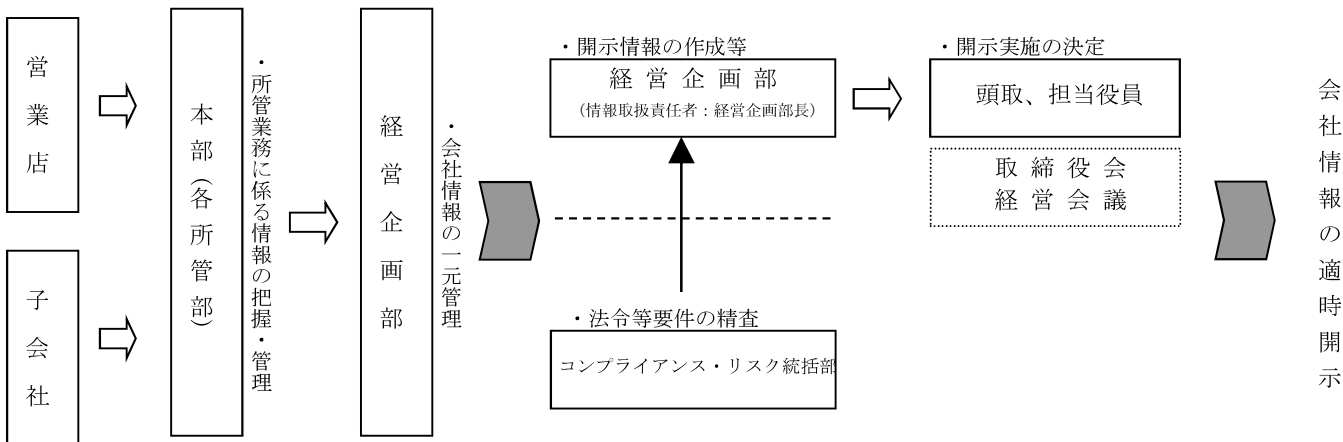 営業店
子会社
本部（各所管部）
・所管業務に係る情報の把握・管理
経営企画部
・会社情報の一元管理
・開示情報の作成等
経営企画部
（情報取扱責任者：経営企画部長）
・法令等要件の精査
コンプライアンス・リスク統括部
・開示実施の決定
頭取、担当役員
取締役会
経営会議
会社情報の適時開示